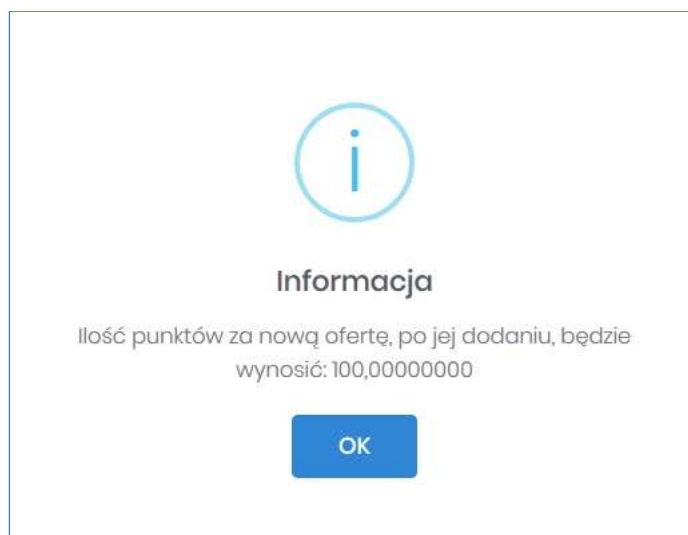 Informacja
Ilość punktów za nową ofertę, po jej dodaniu, będzie
wynosić: 100,00000000
OK